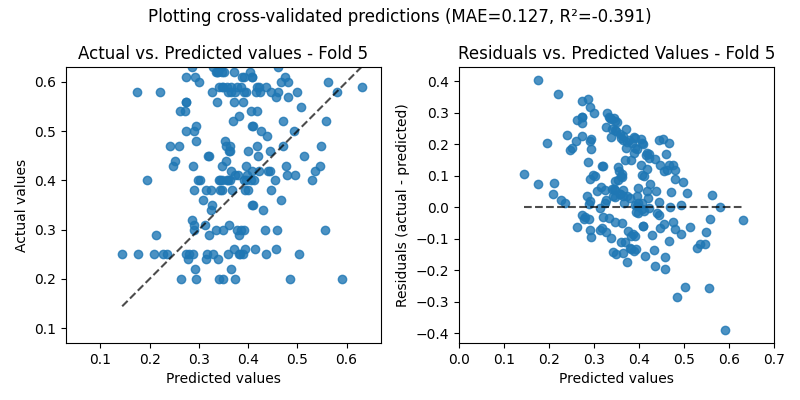 Plotting cross-validated predictions (MAE=0.127, R²=-0.391)
Actual vs. Predicted values - Fold 5
Actual values
0.6
0.5
0.4
0.3
0.2
0.1
0.1 0.2 0.3 0.4 0.5 0.6
Predicted values
Residuals vs. Predicted Values - Fold 5
Residuals (actual - predicted)
0.4
0.3
0.2
0.1
0.0
−0.1
−0.2
−0.3
−0.4
0.0 0.1 0.2 0.3 0.4 0.5 0.6 0.7
Predicted values